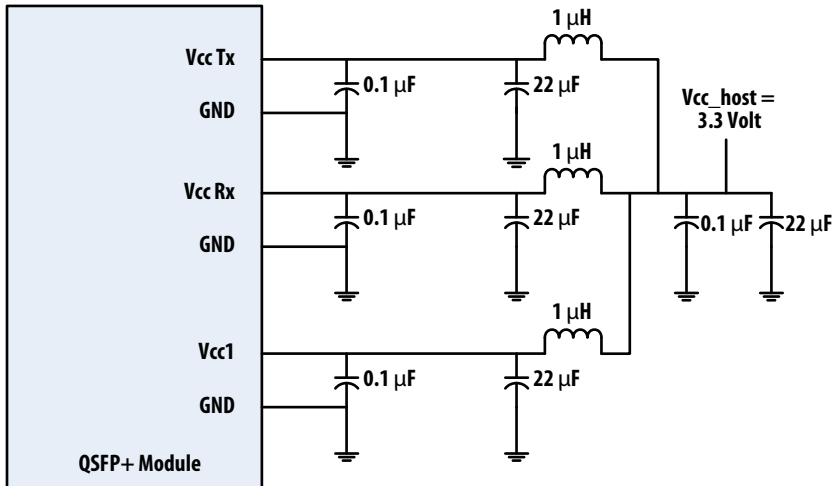 1 µH
Vcc Tx
0.1 µF
22 µF
GND
Vcc_host =
3.3 Volt
1 µH
Vcc Rx
0.1 µF
22 µF
0.1 µF
22 µF
GND
1 µH
Vcc1
0.1 µF
22 µF
GND
QSFP+ Module